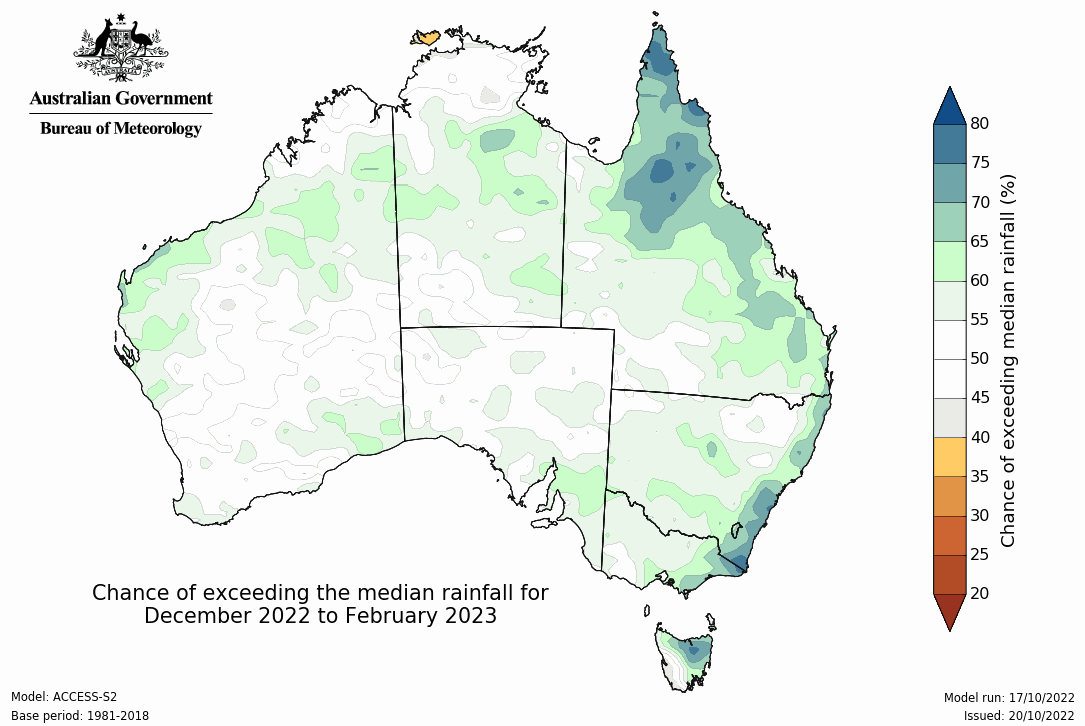 AUSTRALIA
Australian Government
Bureau of Meteorology
80
75
70
65
60
55
50
45
40
35
30
25
20
Chance of exceeding median rainfall (%)
Chance of exceeding the median rainfall for
December 2022 to February 2023
Model: ACCESS-S2
Base period: 1981-2018
Model run: 17/10/2022
Issued: 20/10/2022